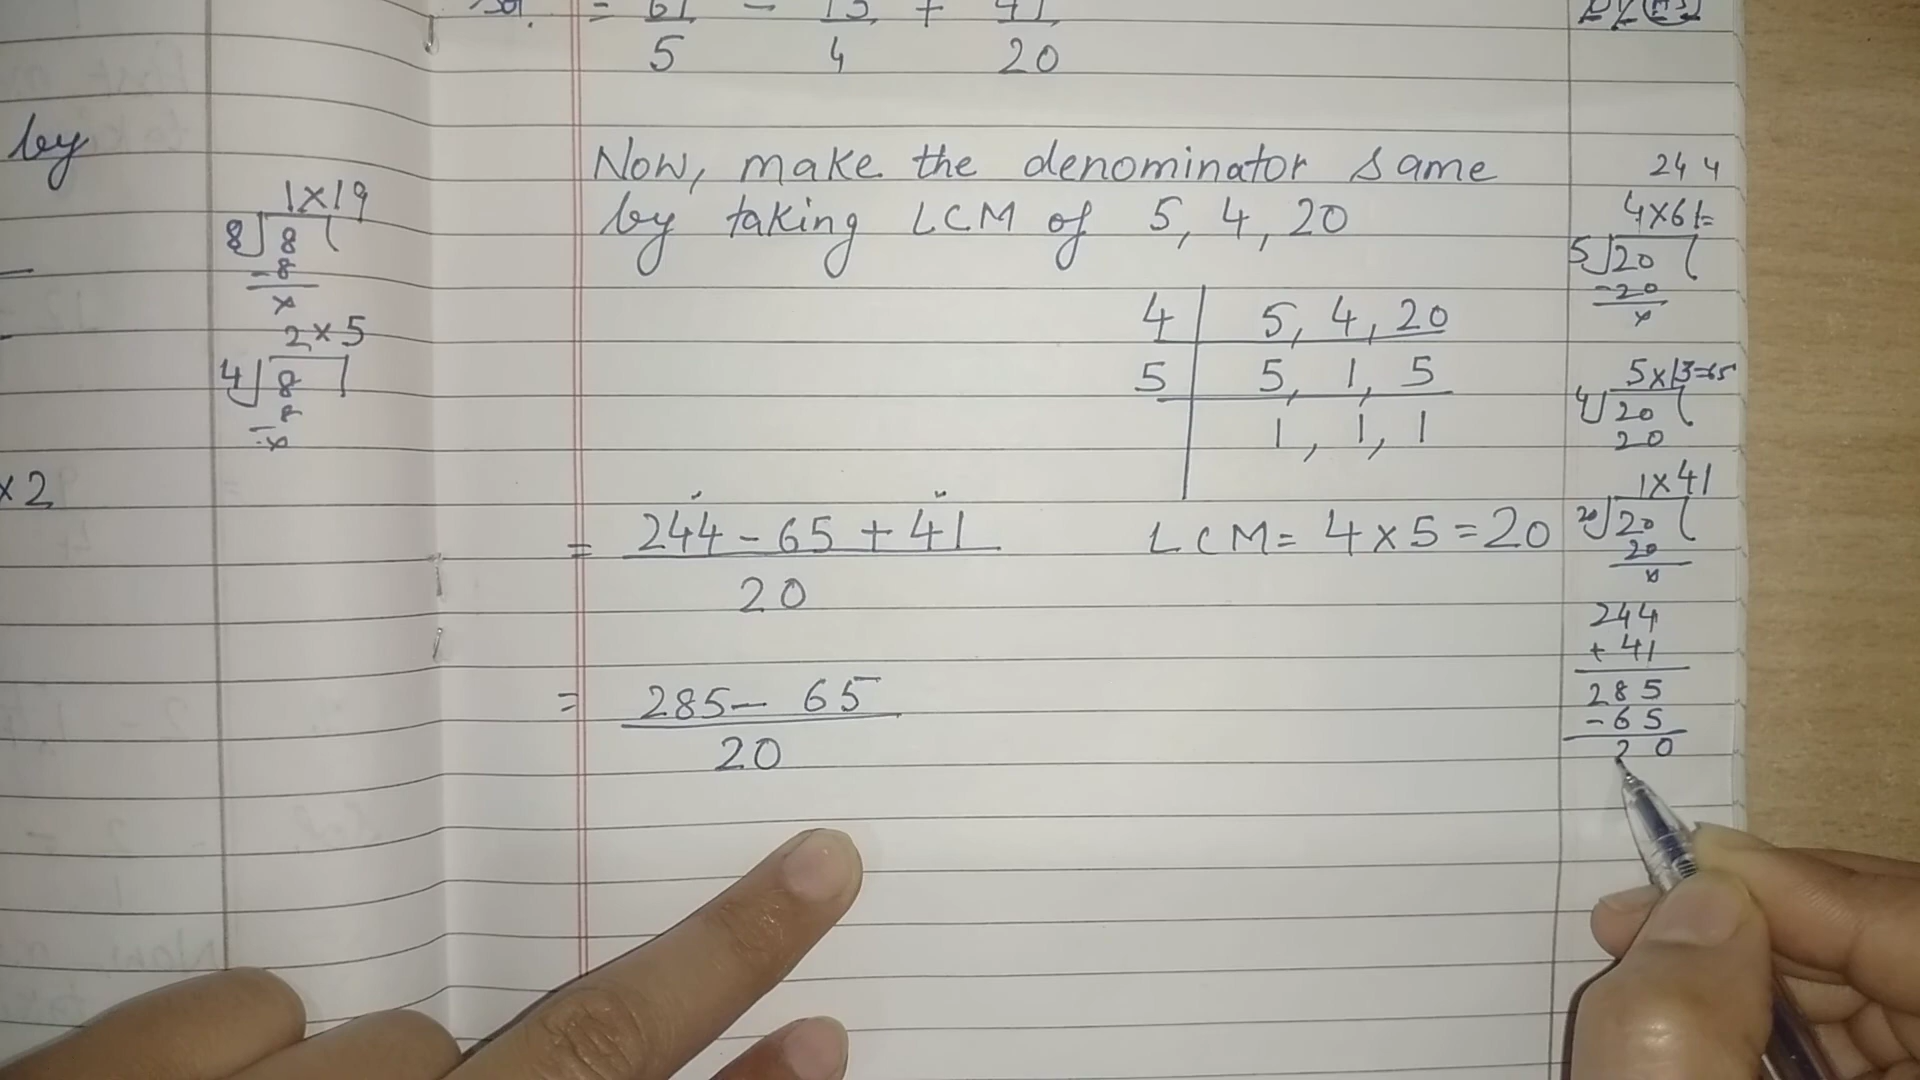 by
1×19
8 8
-8
x
2×5
4 8
8
-x
×2
= 61 - 13 + 41
5 4 20
Now, make the denominator same
by taking LCM of 5, 4, 20
4 | 5, 4, 20
5 | 5, 1, 5
1, 1, 1
= 244 - 65 + 41
20
LCM = 4 × 5 = 20
= 285 - 65
20
244
4×61=
5 20
-20
x
5×13=65
4 20
20
1×41
20 20
20
x
244
+ 41
285
- 65
20